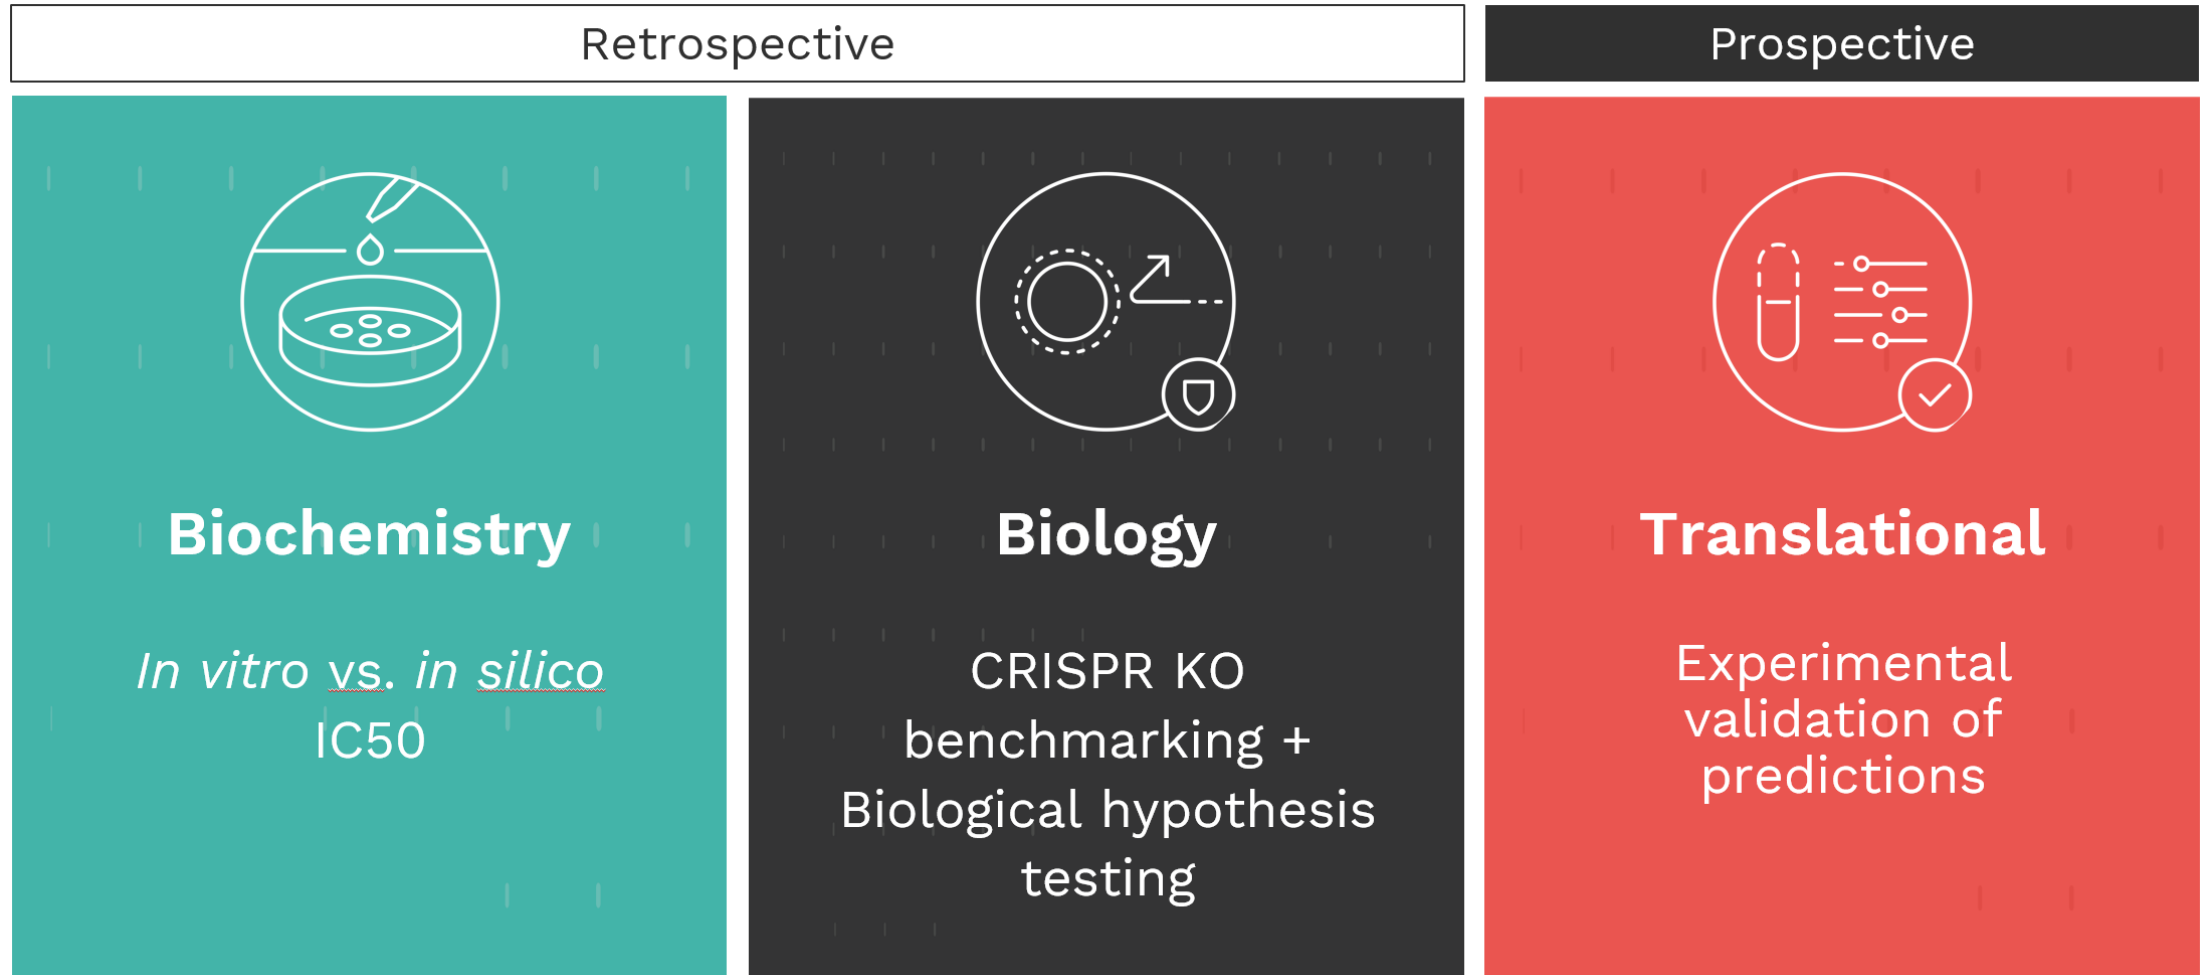 Retrospective
Prospective
Biochemistry
In vitro vs. in silico
IC50
Biology
CRISPR KO
benchmarking +
Biological hypothesis
testing
Translational
Experimental
validation of
predictions